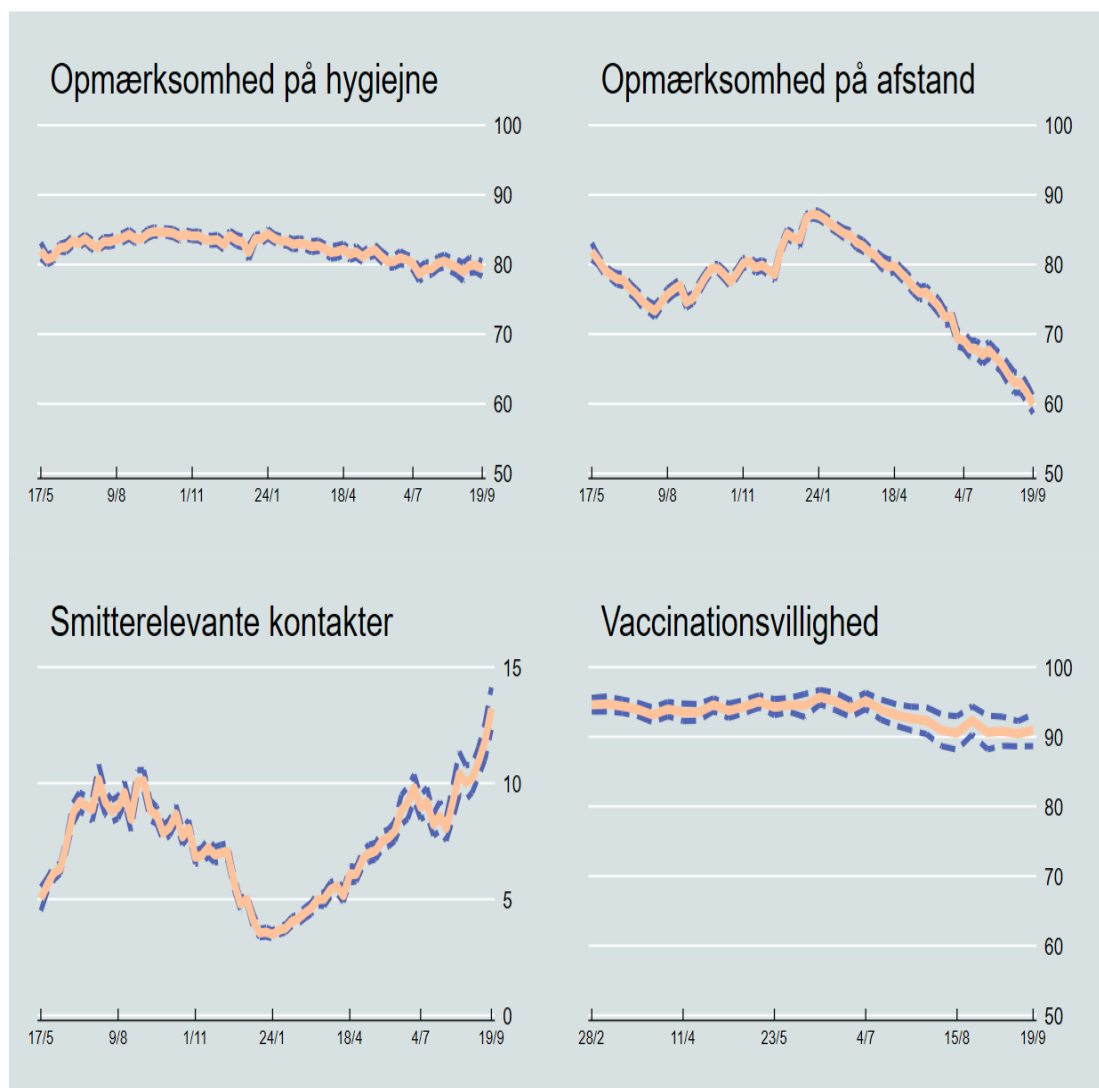 Opmærksomhed på hygiejne
100
90
80
70
60
50
17/5 9/8 1/11 24/1 18/4 4/7 19/9
Opmærksomhed på afstand
100
90
80
70
60
50
17/5 9/8 1/11 24/1 18/4 4/7 19/9
Smitterelevante kontakter
15
10
5
0
17/5 9/8 1/11 24/1 18/4 4/7 19/9
Vaccinationsvillighed
100
90
80
70
60
50
28/2 11/4 23/5 4/7 15/8 19/9